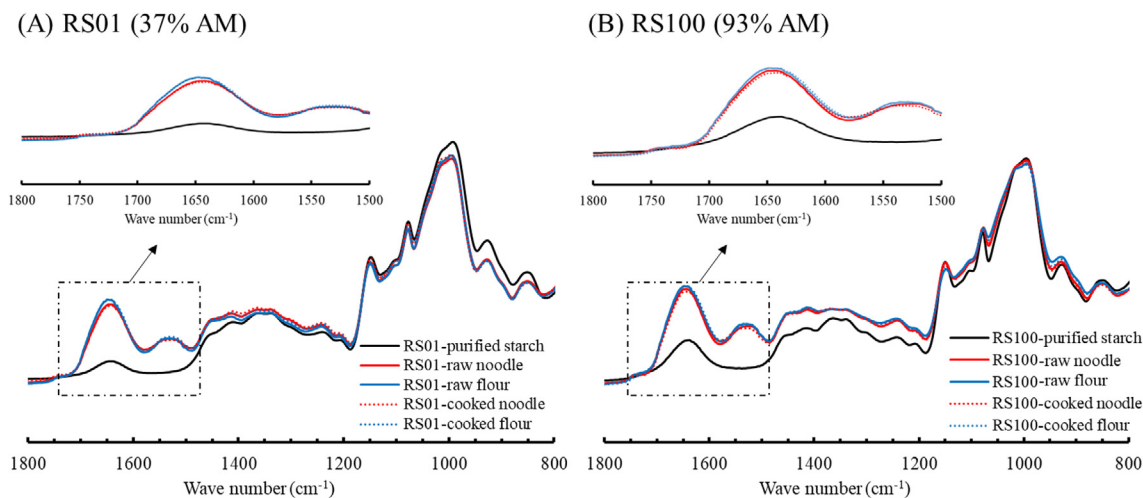 (A) RS01 (37% AM)
1800 1750 1700 1650 1600 1550 1500
Wave number (cm-1)
RS01-purified starch
RS01-raw noodle
RS01-raw flour
RS01-cooked noodle
RS01-cooked flour
1800 1600 1400 1200 1000 800
Wave number (cm-1)
(B) RS100 (93% AM)
1800 1750 1700 1650 1600 1550 1500
Wave number (cm-1)
RS100-purified starch
RS100-raw noodle
RS100-raw flour
RS100-cooked noodle
RS100-cooked flour
1800 1600 1400 1200 1000 800
Wave number (cm-1)